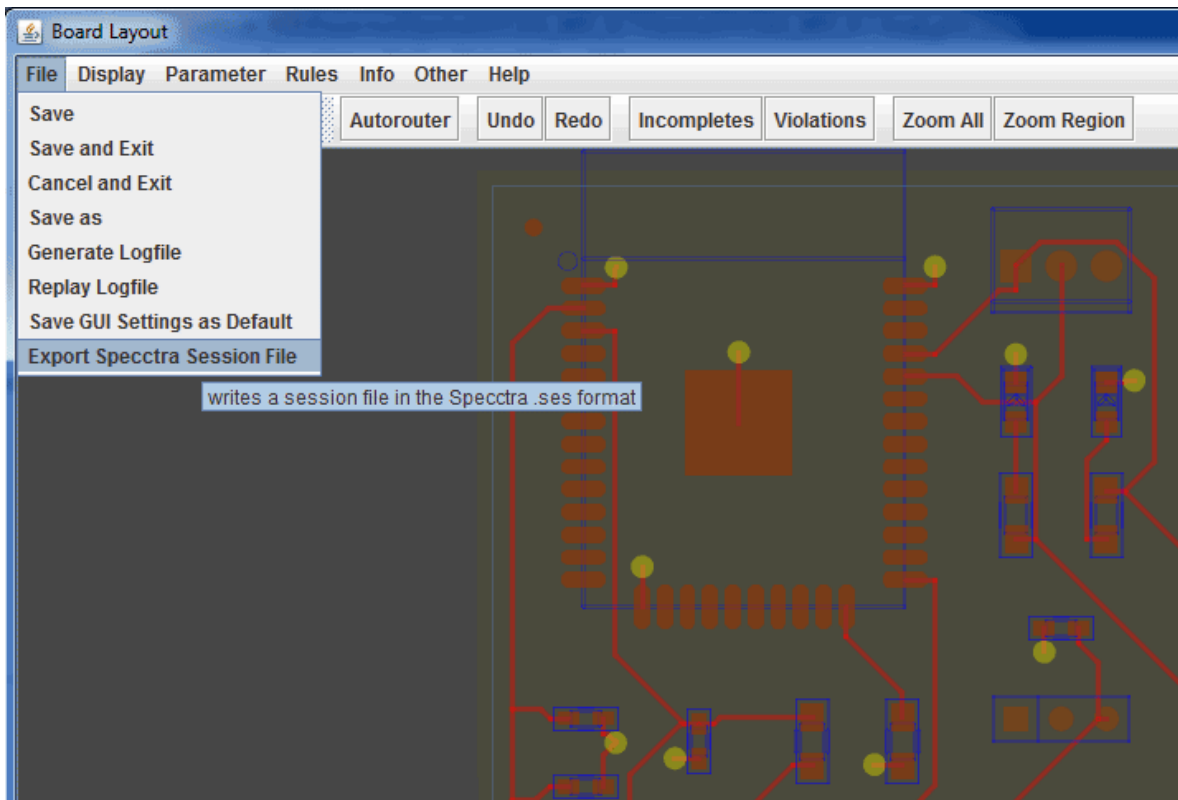 Board Layout
File Display Parameter Rules Info Other Help
Autorouter Undo Redo Incompletes Violations Zoom All Zoom Region
Save
Save and Exit
Cancel and Exit
Save as
Generate Logfile
Replay Logfile
Save GUI Settings as Default
Export Specctra Session File
writes a session file in the Specctra .ses format